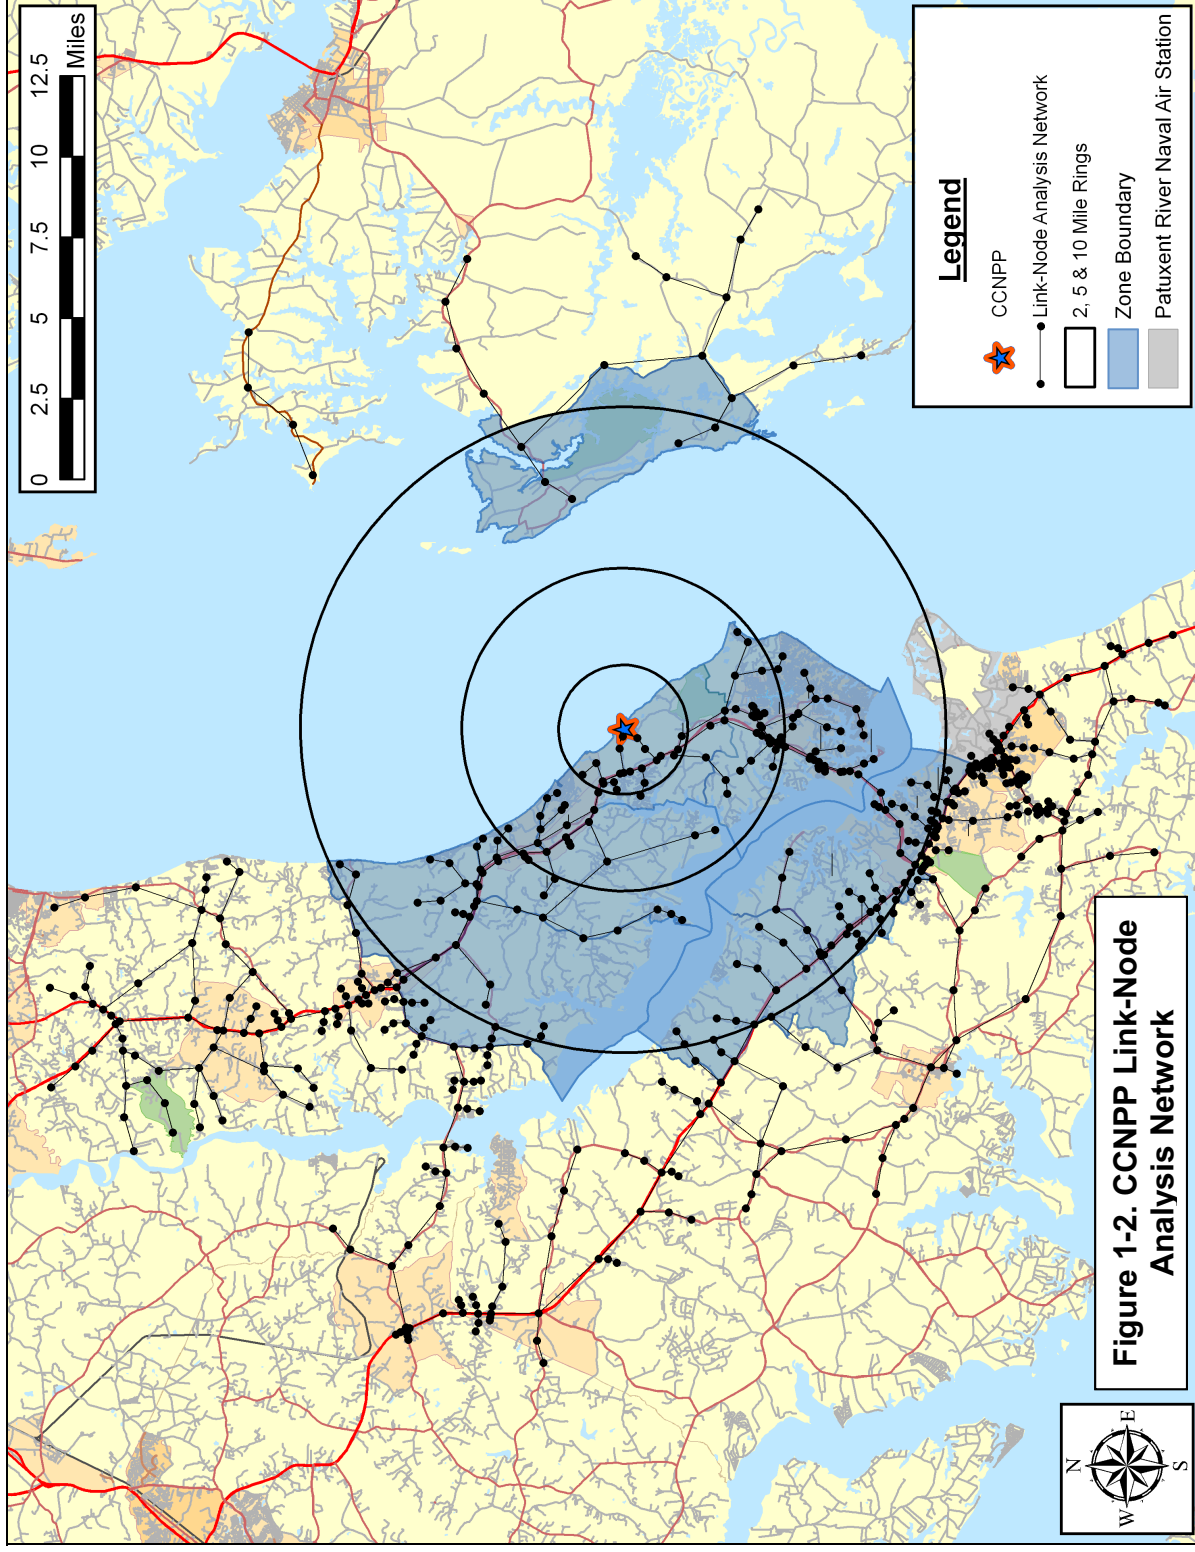 0 2.5 5 7.5 10 12.5
Miles
Legend
CCNPP
Link-Node Analysis Network
2, 5 & 10 Mile Rings
Zone Boundary
Patuxent River Naval Air Station
Figure 1-2. CCNPP Link-Node
Analysis Network
N
W E
S